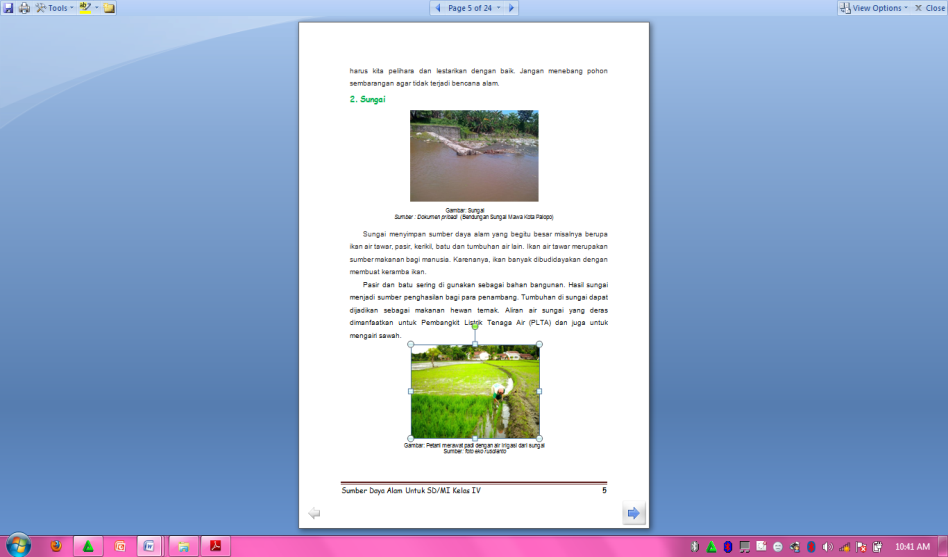 Tools
Page 5 of 24
View Options
Close
harus kita pelihara dan lestarikan dengan baik. Jangan menebang pohon
sembarangan agar tidak terjadi bencana alam.
2. Sungai
Gambar: Sungai
Sumber : Dokumen pribadi (Bendungan Sungai Mawa Kota Palopo)
Sungai menyimpan sumber daya alam yang begitu besar misalnya berupa
ikan air tawar, pasir, kerikil, batu dan tumbuhan air lain. Ikan air tawar merupakan
sumber makanan bagi manusia. Karenanya, ikan banyak dibudidayakan dengan
membuat keramba ikan.
Pasir dan batu sering di gunakan sebagai bahan bangunan. Hasil sungai
menjadi sumber penghasilan bagi para penambang. Tumbuhan di sungai dapat
dijadikan sebagai makanan hewan ternak. Aliran air sungai yang deras
dimanfaatkan untuk Pembangkit Listrik Tenaga Air (PLTA) dan juga untuk
mengairi sawah.
Gambar: Petani merawat padi dengan air irigasi dari sungai
Sumber: foto eko rusdianto
Sumber Daya Alam Untuk SD/MI Kelas IV 5
10:41 AM